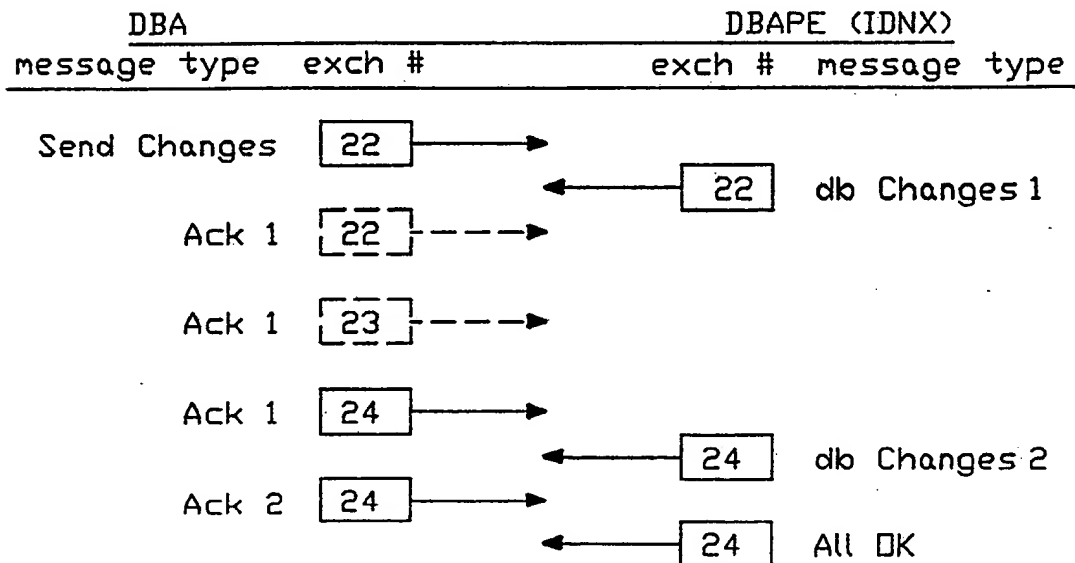 DBA DBAPE (IDNX)
message type exch # exch # message type
Send Changes 22
22 db Changes 1
Ack 1 22
Ack 1 23
Ack 1 24
24 db Changes 2
Ack 2 24
24 All OK